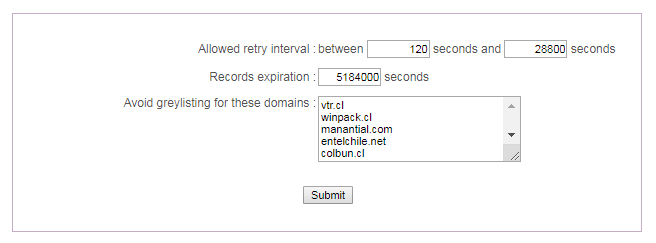 Allowed retry interval : between 120 seconds and 28800 seconds
Records expiration : 5184000 seconds
Avoid greylisting for these domains : vtr.cl
winpack.cl
manantial.com
entelchile.net
colbun.cl
Submit